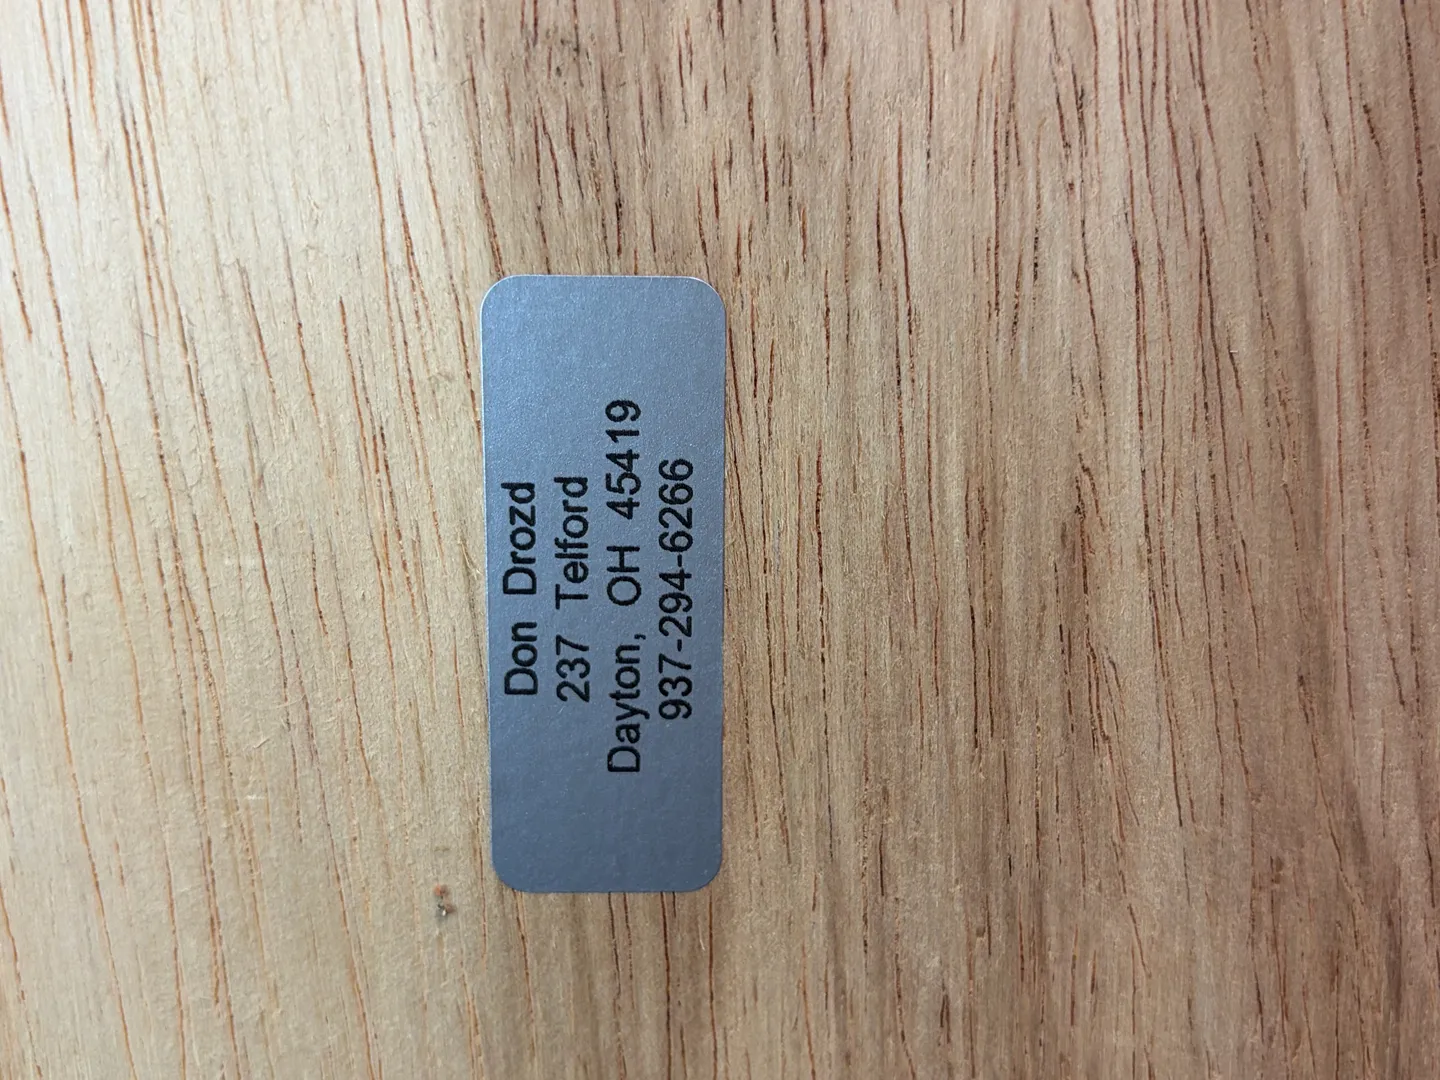 Don Drozd
237 Telford
Dayton, OH 45419
937-294-6266